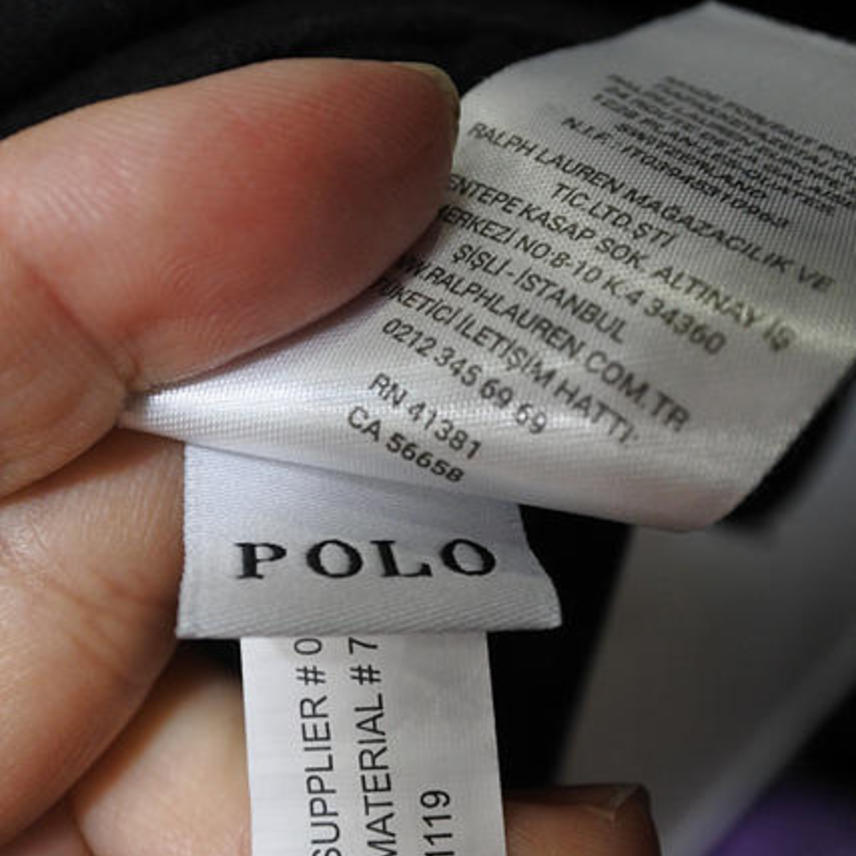 SWITZERLAND
N.I.F.
RALPH LAUREN MAGAZACILIK VE
TİC.LTD.ŞTİ
KASAP SOK. ALTINAY İŞ
MERKEZİ NO 8-10 K:4 34360
ŞİŞLİ - İSTANBUL
.RALPHLAUREN.COM.TR
TÜKETİCİ İLETİŞİM HATTI:
0212 345 69 69
RN 41381
CA 56658
POLO
SUPPLIER # 0
MATERIAL # 7
1119